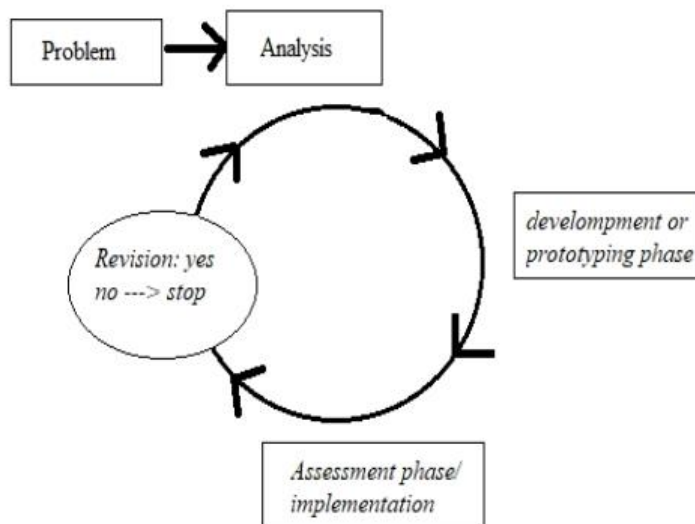 Problem
Analysis
develompment or
prototyping phase
Revision: yes
no ---> stop
Assessment phase/
implementation